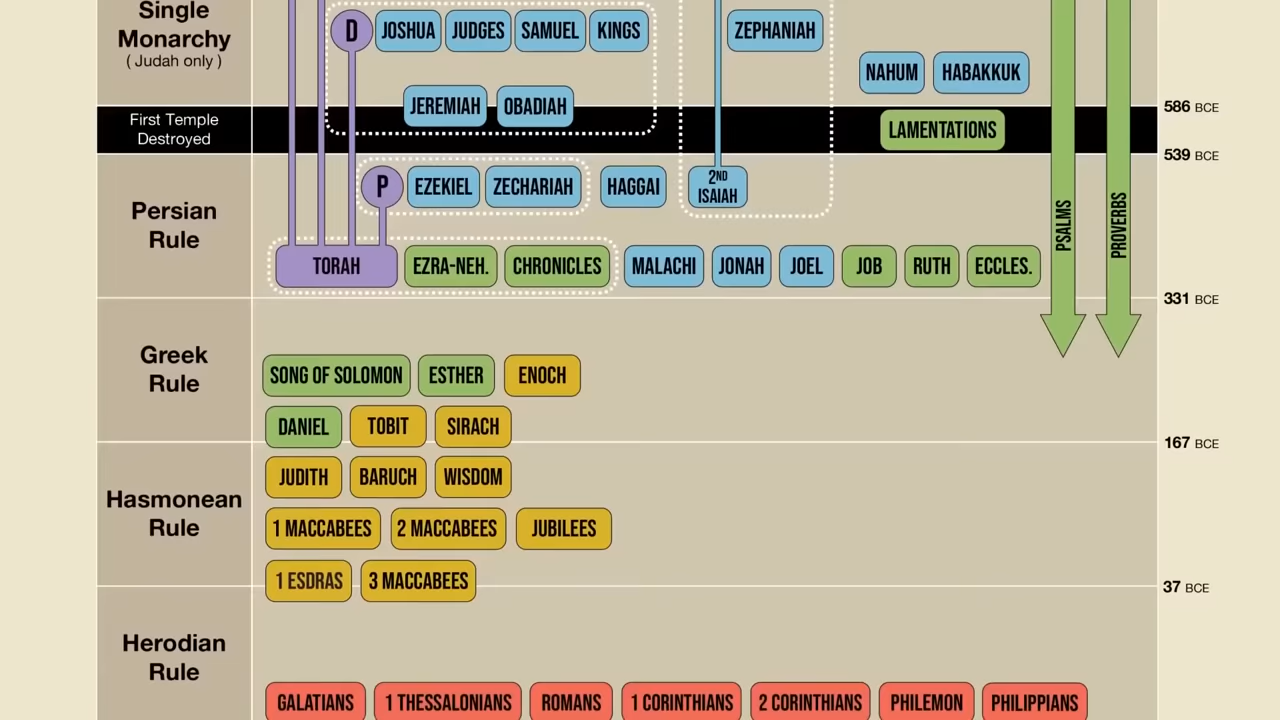 Single
Monarchy
( Judah only )
D
JOSHUA
JUDGES
SAMUEL
KINGS
ZEPHANIAH
NAHUM
HABAKKUK
JEREMIAH
OBADIAH
586 BCE
First Temple
Destroyed
LAMENTATIONS
539 BCE
Persian
Rule
P
EZEKIEL
ZECHARIAH
HAGGAI
2ND
ISAIAH
PSALMS
PROVERBS
TORAH
EZRA-NEH.
CHRONICLES
MALACHI
JONAH
JOEL
JOB
RUTH
ECCLES.
331 BCE
Greek
Rule
SONG OF SOLOMON
ESTHER
ENOCH
DANIEL
TOBIT
SIRACH
167 BCE
Hasmonean
Rule
JUDITH
BARUCH
WISDOM
1 MACCABEES
2 MACCABEES
JUBILEES
1 ESDRAS
3 MACCABEES
37 BCE
Herodian
Rule
GALATIANS
1 THESSALONIANS
ROMANS
1 CORINTHIANS
2 CORINTHIANS
PHILEMON
PHILIPPIANS